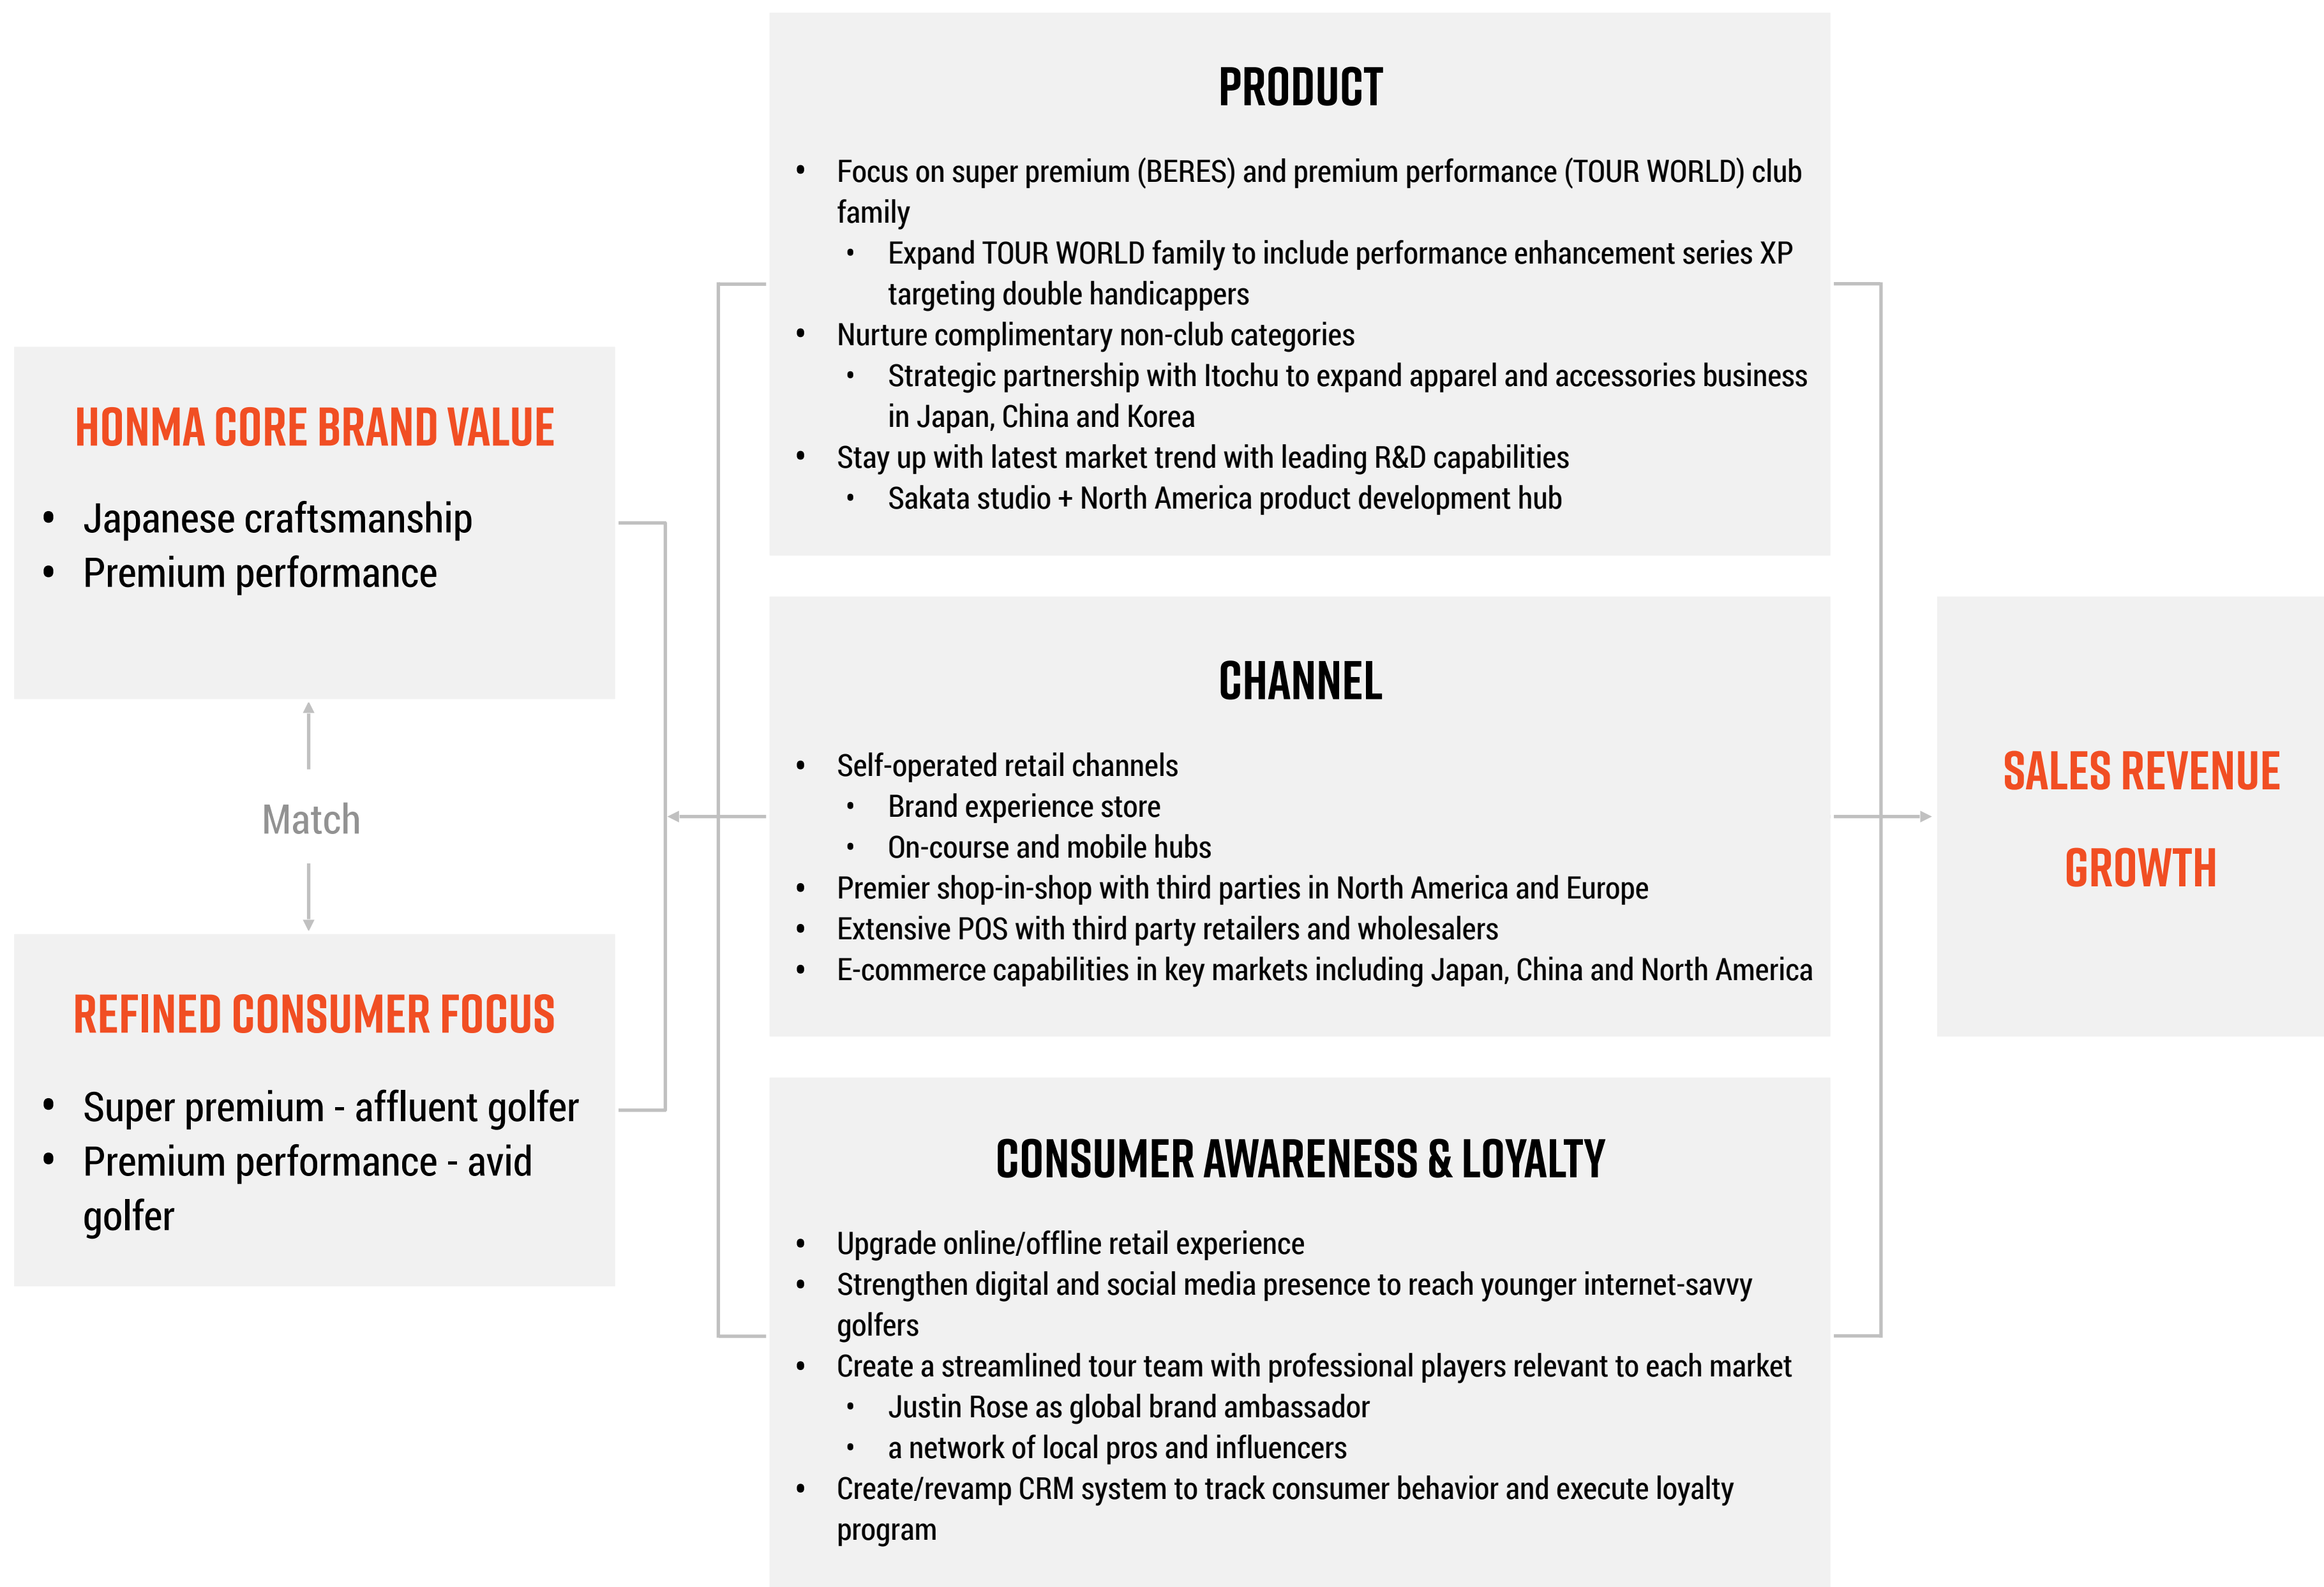 HONMA CORE BRAND VALUE
• Japanese craftsmanship
• Premium performance
Match
REFINED CONSUMER FOCUS
• Super premium - affluent golfer
• Premium performance - avid
golfer
PRODUCT
• Focus on super premium (BERES) and premium performance (TOUR WORLD) club
family
• Expand TOUR WORLD family to include performance enhancement series XP
targeting double handicappers
• Nurture complimentary non-club categories
• Strategic partnership with Itochu to expand apparel and accessories business
in Japan, China and Korea
• Stay up with latest market trend with leading R&D capabilities
• Sakata studio + North America product development hub
CHANNEL
• Self-operated retail channels
• Brand experience store
• On-course and mobile hubs
• Premier shop-in-shop with third parties in North America and Europe
• Extensive POS with third party retailers and wholesalers
• E-commerce capabilities in key markets including Japan, China and North America
CONSUMER AWARENESS & LOYALTY
• Upgrade online/offline retail experience
• Strengthen digital and social media presence to reach younger internet-savvy
golfers
• Create a streamlined tour team with professional players relevant to each market
• Justin Rose as global brand ambassador
• a network of local pros and influencers
• Create/revamp CRM system to track consumer behavior and execute loyalty
program
SALES REVENUE
GROWTH